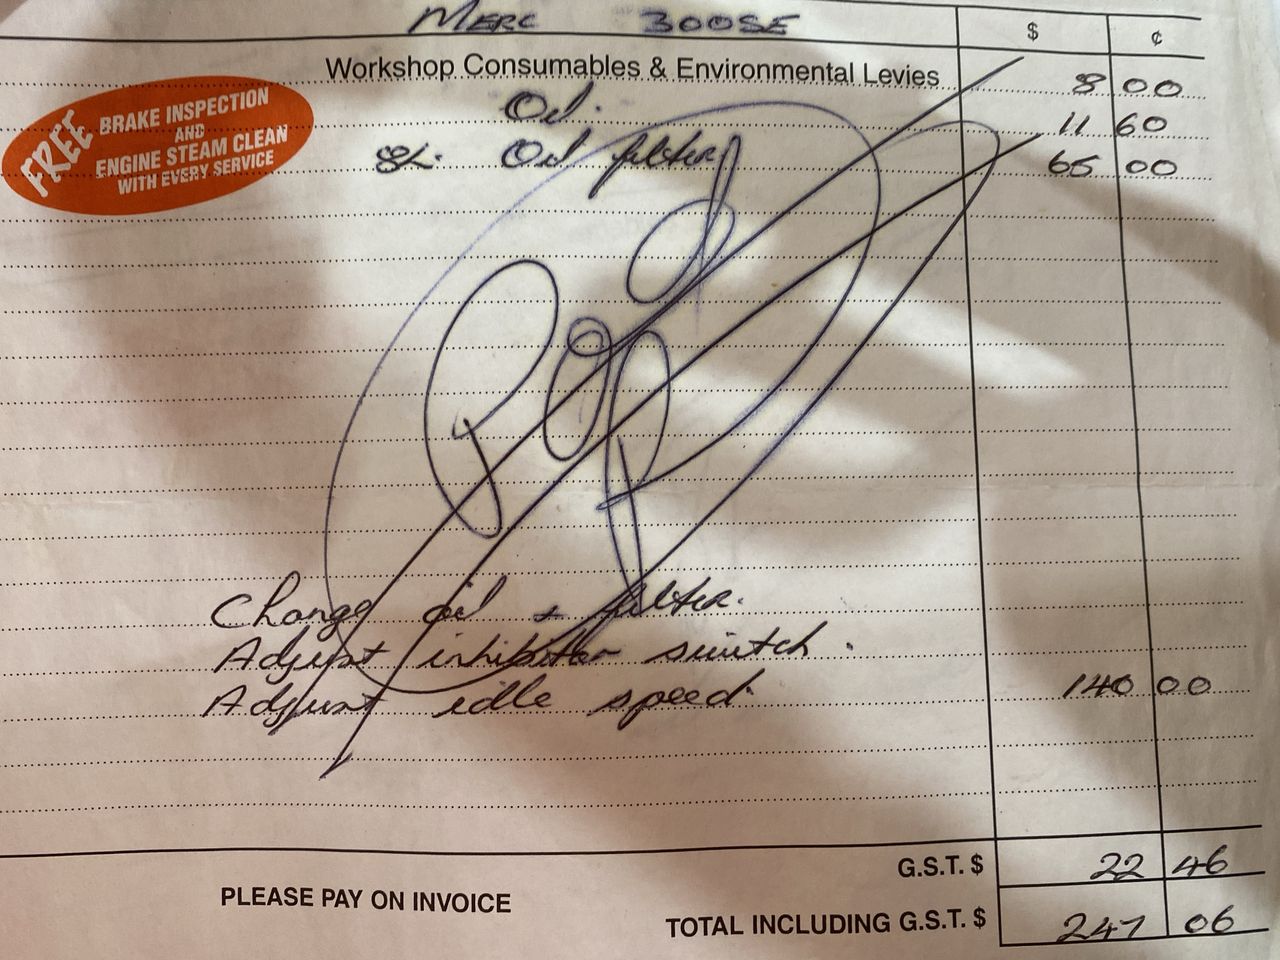 MERC 300SE
$ ¢
Workshop Consumables & Environmental Levies 8 00
Oil. 11 60
8L. Oil filter 65 00
FREE
BRAKE INSPECTION
AND
ENGINE STEAM CLEAN
WITH EVERY SERVICE
Change oil + filter.
Adjust inhibitor switch.
Adjust idle speed. 140 00
G.S.T. $ 22 46
PLEASE PAY ON INVOICE
TOTAL INCLUDING G.S.T. $ 247 06